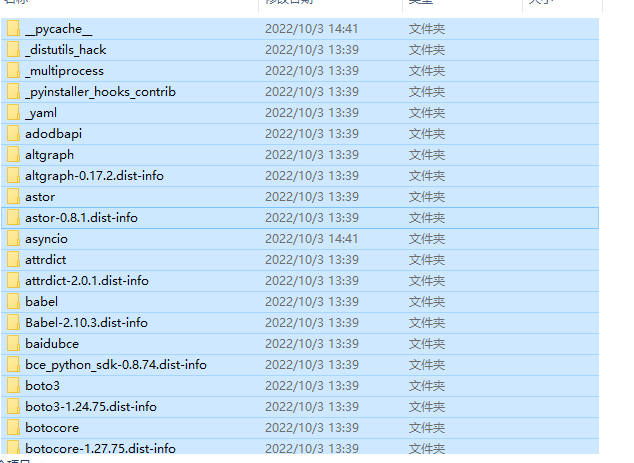 名称 修改日期 类型 大小
__pycache__ 2022/10/3 14:41 文件夹
_distutils_hack 2022/10/3 13:39 文件夹
_multiprocess 2022/10/3 13:39 文件夹
_pyinstaller_hooks_contrib 2022/10/3 13:39 文件夹
_yaml 2022/10/3 13:39 文件夹
adodbapi 2022/10/3 13:39 文件夹
altgraph 2022/10/3 13:39 文件夹
altgraph-0.17.2.dist-info 2022/10/3 13:39 文件夹
astor 2022/10/3 13:39 文件夹
astor-0.8.1.dist-info 2022/10/3 13:39 文件夹
asyncio 2022/10/3 14:41 文件夹
attrdict 2022/10/3 13:39 文件夹
attrdict-2.0.1.dist-info 2022/10/3 13:39 文件夹
babel 2022/10/3 13:39 文件夹
Babel-2.10.3.dist-info 2022/10/3 13:39 文件夹
baidubce 2022/10/3 13:39 文件夹
bce_python_sdk-0.8.74.dist-info 2022/10/3 13:39 文件夹
boto3 2022/10/3 13:39 文件夹
boto3-1.24.75.dist-info 2022/10/3 13:39 文件夹
botocore 2022/10/3 13:39 文件夹
botocore-1.27.75.dist-info 2022/10/3 13:39 文件夹